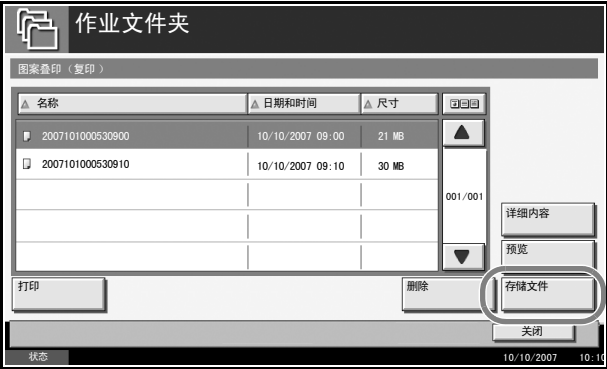 作业文件夹
图案叠印（复印）
名称 日期和时间 尺寸
2007101000530900 10/10/2007 09:00 21 MB
2007101000530910 10/10/2007 09:10 30 MB
001/001
详细内容
预览
打印 删除 存储文件
关闭
状态 10/10/2007 10:10